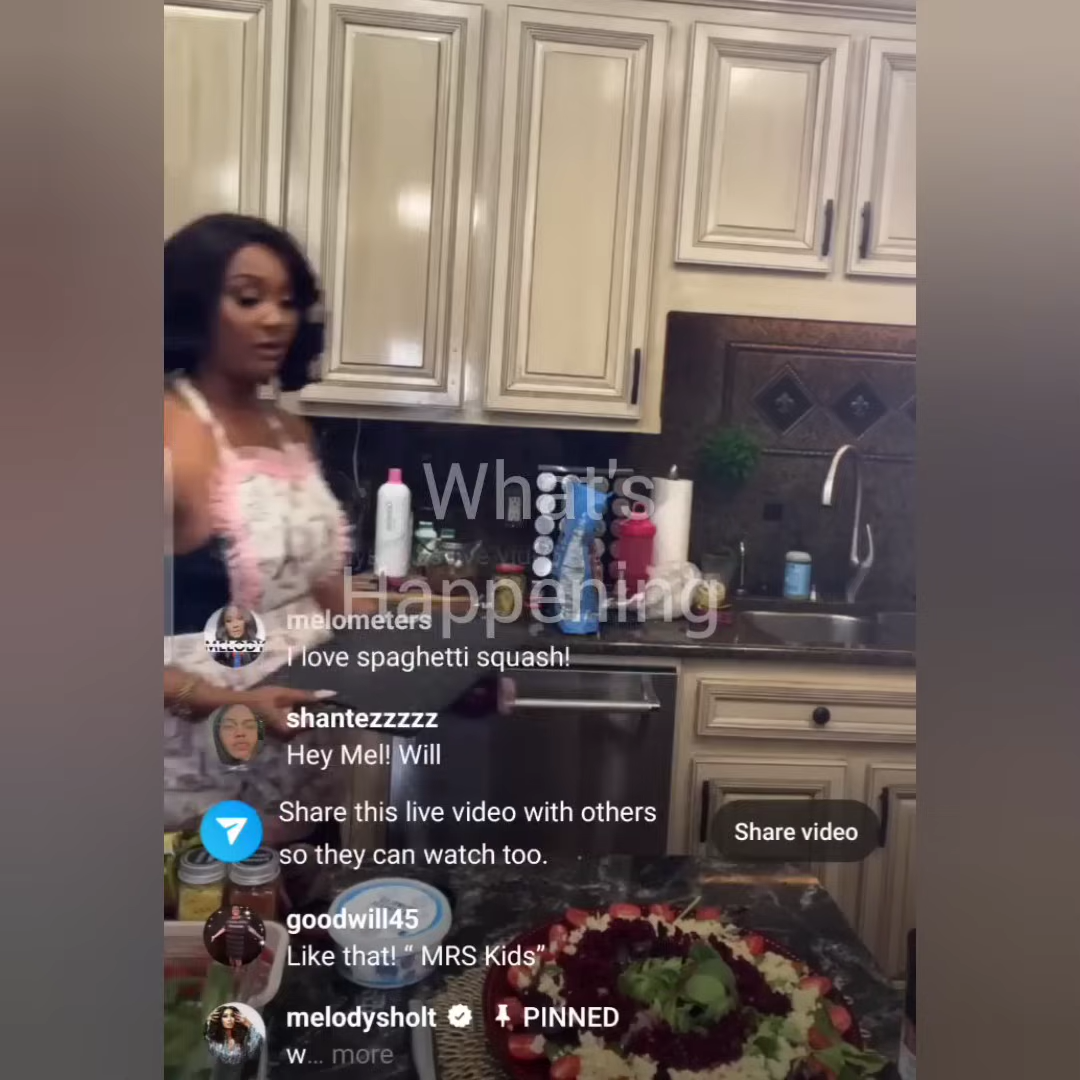 What's
Happening
melometers
I love spaghetti squash!
shantezzzzz
Hey Mel! Will
Share this live video with others
so they can watch too.
Share video
goodwill45
Like that! “ MRS Kids”
melodysholt PINNED
w... more